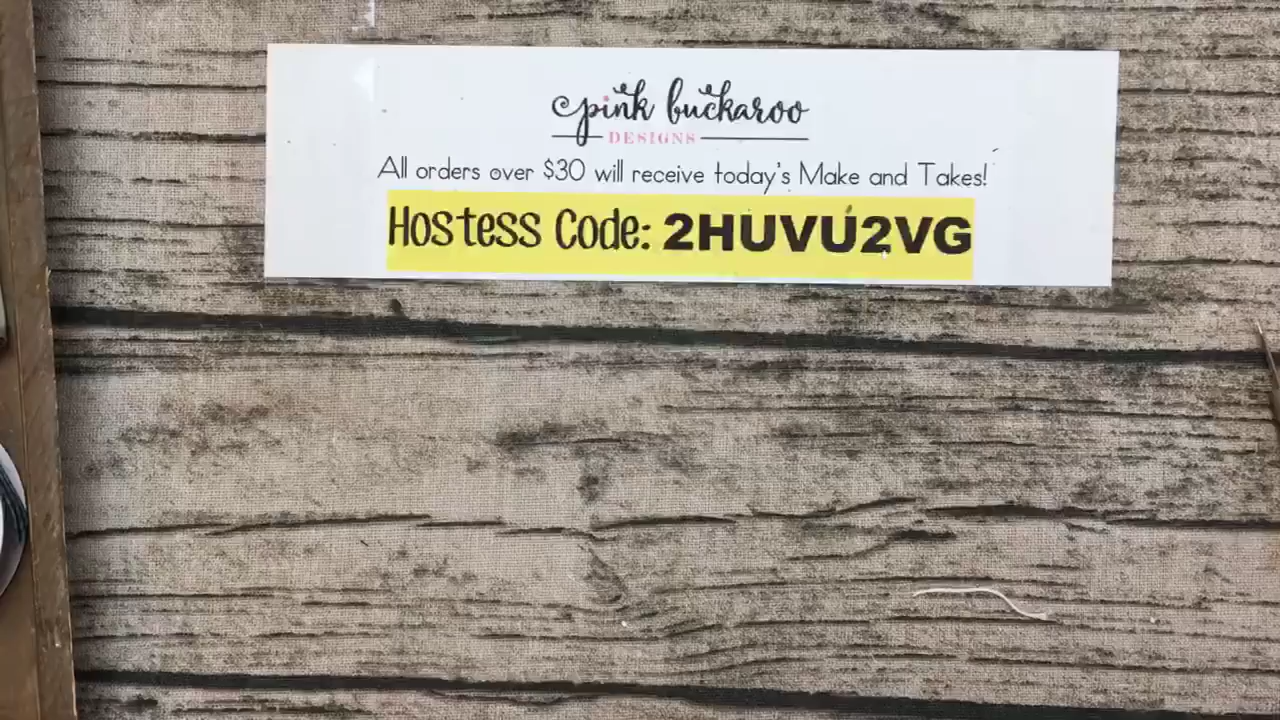 pink buckaroo
DESIGNS
All orders over $30 will receive today's Make and Takes!
Hostess Code: 2HUVU2VG